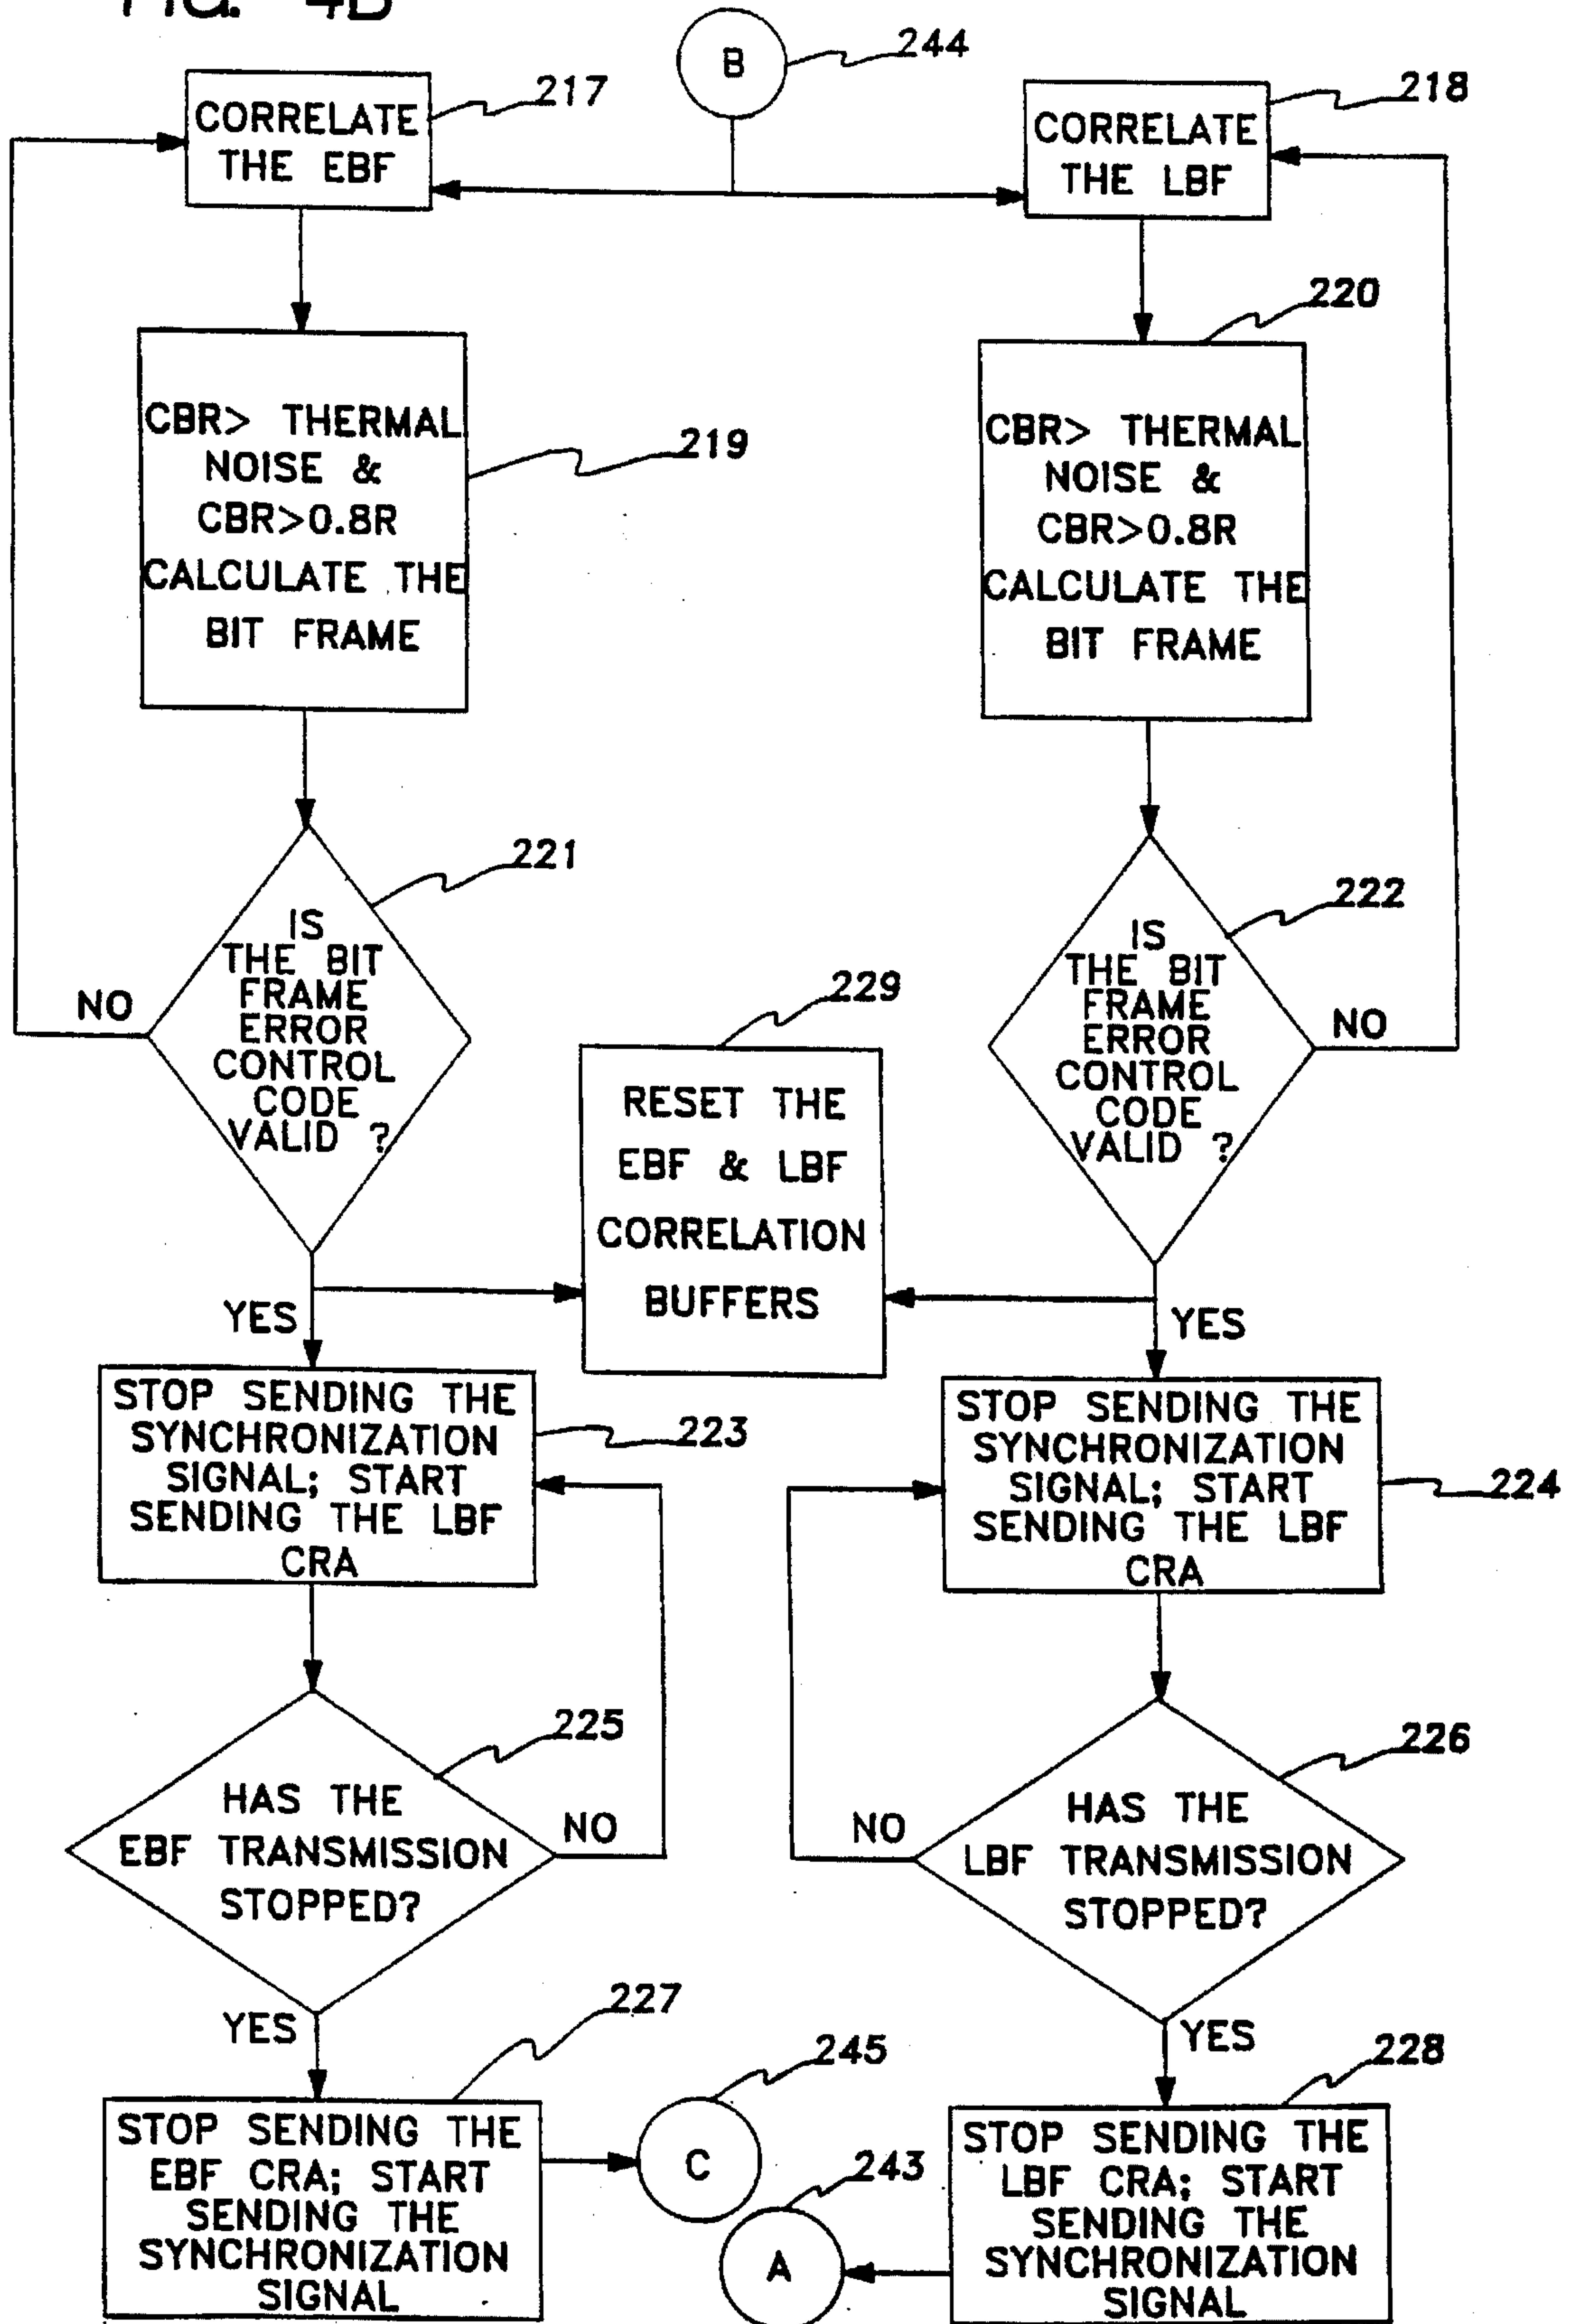 FIG. 4B
B
244
217
CORRELATE
THE EBF
218
CORRELATE
THE LBF
219
CBR> THERMAL
NOISE &
CBR>0.8R
CALCULATE THE
BIT FRAME
220
CBR> THERMAL
NOISE &
CBR>0.8R
CALCULATE THE
BIT FRAME
221
IS
THE BIT
FRAME
ERROR
CONTROL
CODE
VALID ?
NO
YES
222
IS
THE BIT
FRAME
ERROR
CONTROL
CODE
VALID ?
NO
YES
229
RESET THE
EBF & LBF
CORRELATION
BUFFERS
STOP SENDING THE
SYNCHRONIZATION
SIGNAL; START
SENDING THE LBF
CRA
223
STOP SENDING THE
SYNCHRONIZATION
SIGNAL; START
SENDING THE LBF
CRA
224
225
HAS THE
EBF TRANSMISSION
STOPPED?
NO
YES
226
HAS THE
LBF TRANSMISSION
STOPPED?
NO
YES
227
STOP SENDING THE
EBF CRA; START
SENDING THE
SYNCHRONIZATION
SIGNAL
245
C
243
A
228
STOP SENDING THE
LBF CRA; START
SENDING THE
SYNCHRONIZATION
SIGNAL